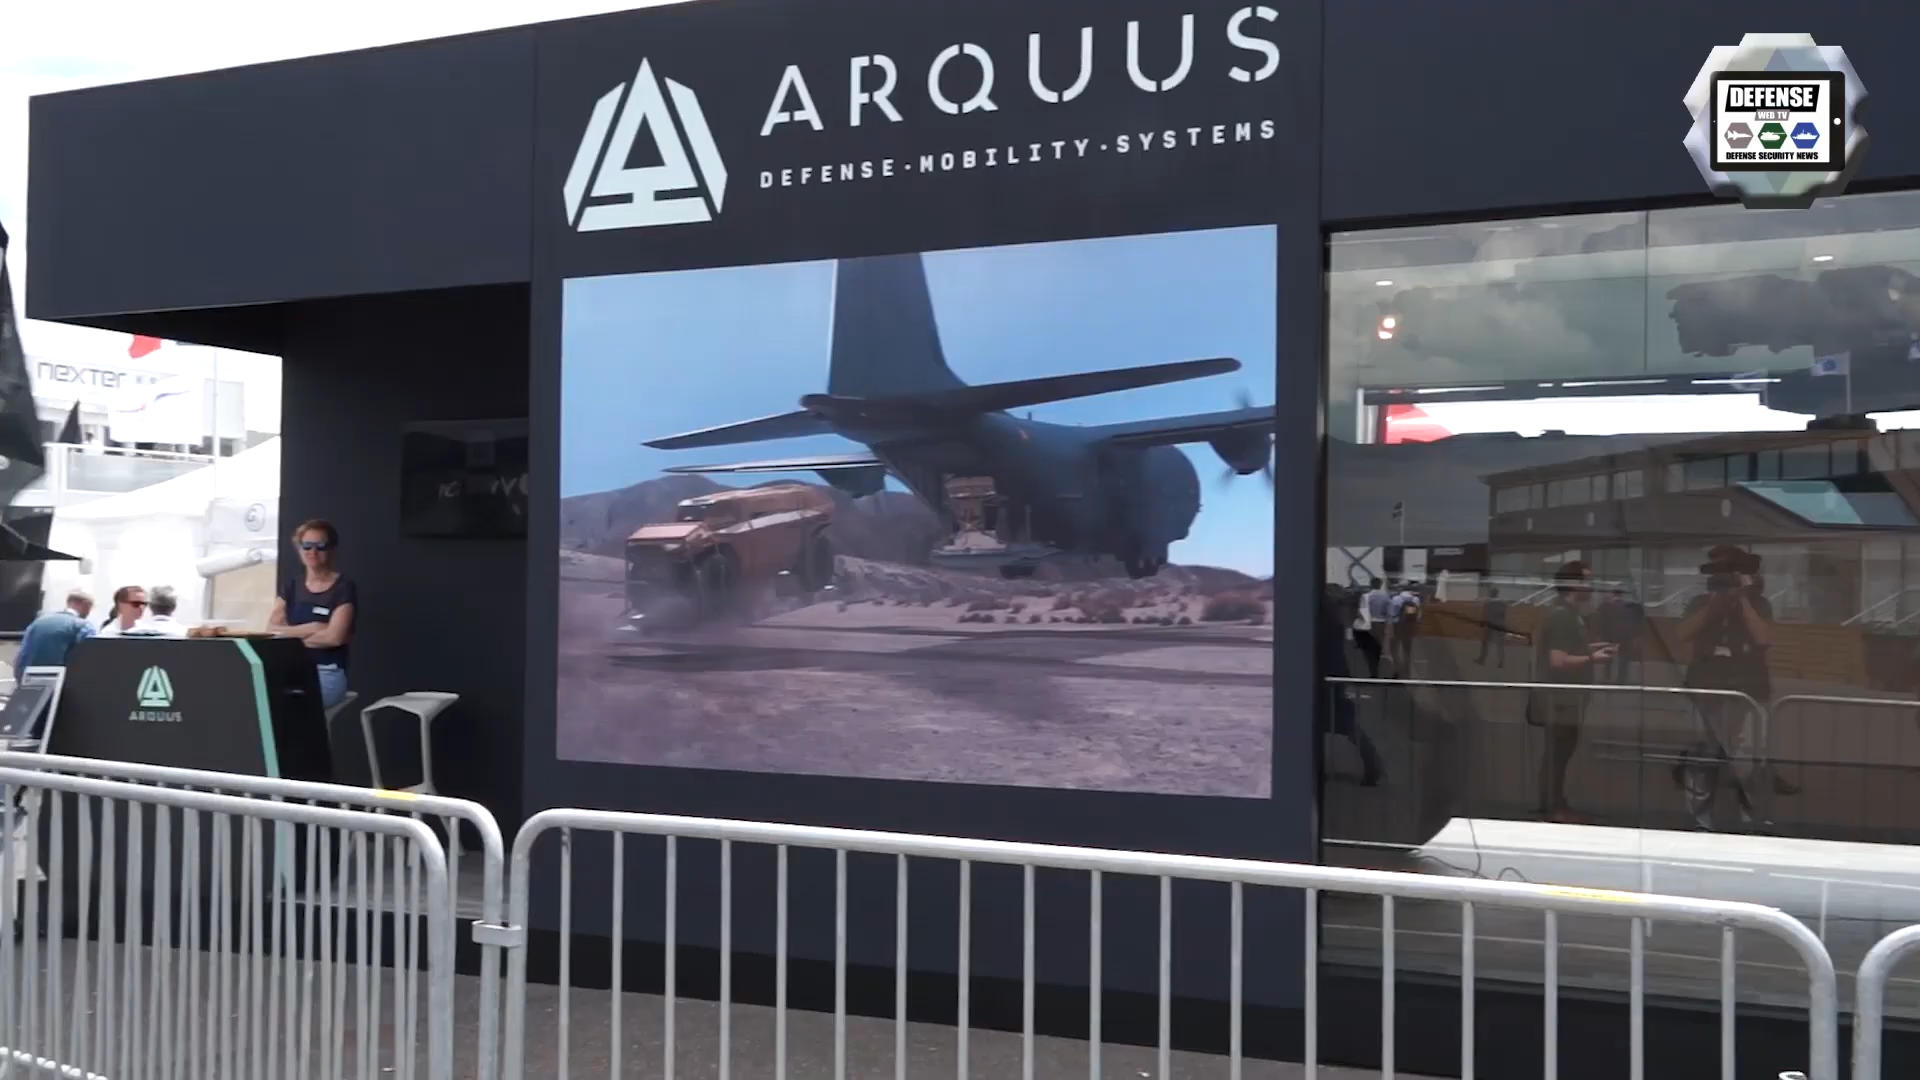 ARQUUS
DEFENSE·MOBILITY·SYSTEMS
DEFENSE
WEB TV
DEFENSE SECURITY NEWS
nexter
ARQUUS